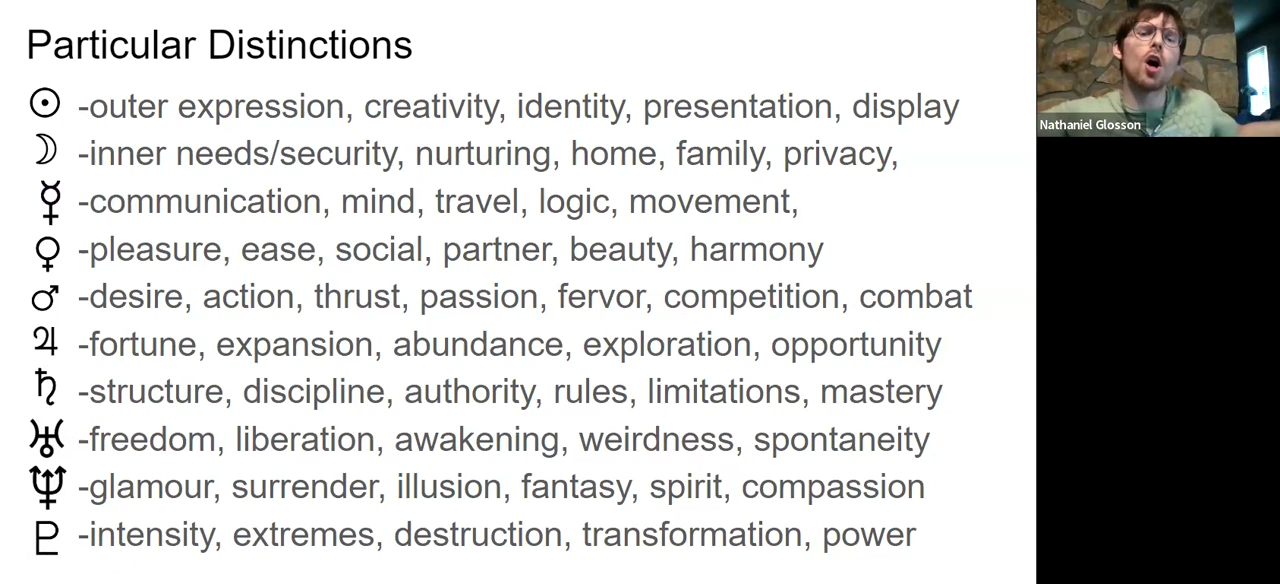 Particular Distinctions
☉ -outer expression, creativity, identity, presentation, display
☽ -inner needs/security, nurturing, home, family, privacy,
☿ -communication, mind, travel, logic, movement,
♀ -pleasure, ease, social, partner, beauty, harmony
♂ -desire, action, thrust, passion, fervor, competition, combat
♃ -fortune, expansion, abundance, exploration, opportunity
♄ -structure, discipline, authority, rules, limitations, mastery
♅ -freedom, liberation, awakening, weirdness, spontaneity
♆ -glamour, surrender, illusion, fantasy, spirit, compassion
♇ -intensity, extremes, destruction, transformation, power
Nathaniel Glosson